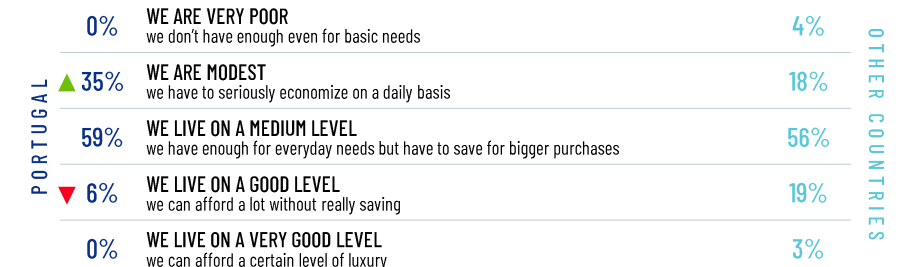 PORTUGAL
OTHER COUNTRIES
0%
WE ARE VERY POOR
we don't have enough even for basic needs
4%
35%
WE ARE MODEST
we have to seriously economize on a daily basis
18%
59%
WE LIVE ON A MEDIUM LEVEL
we have enough for everyday needs but have to save for bigger purchases
56%
6%
WE LIVE ON A GOOD LEVEL
we can afford a lot without really saving
19%
0%
WE LIVE ON A VERY GOOD LEVEL
we can afford a certain level of luxury
3%